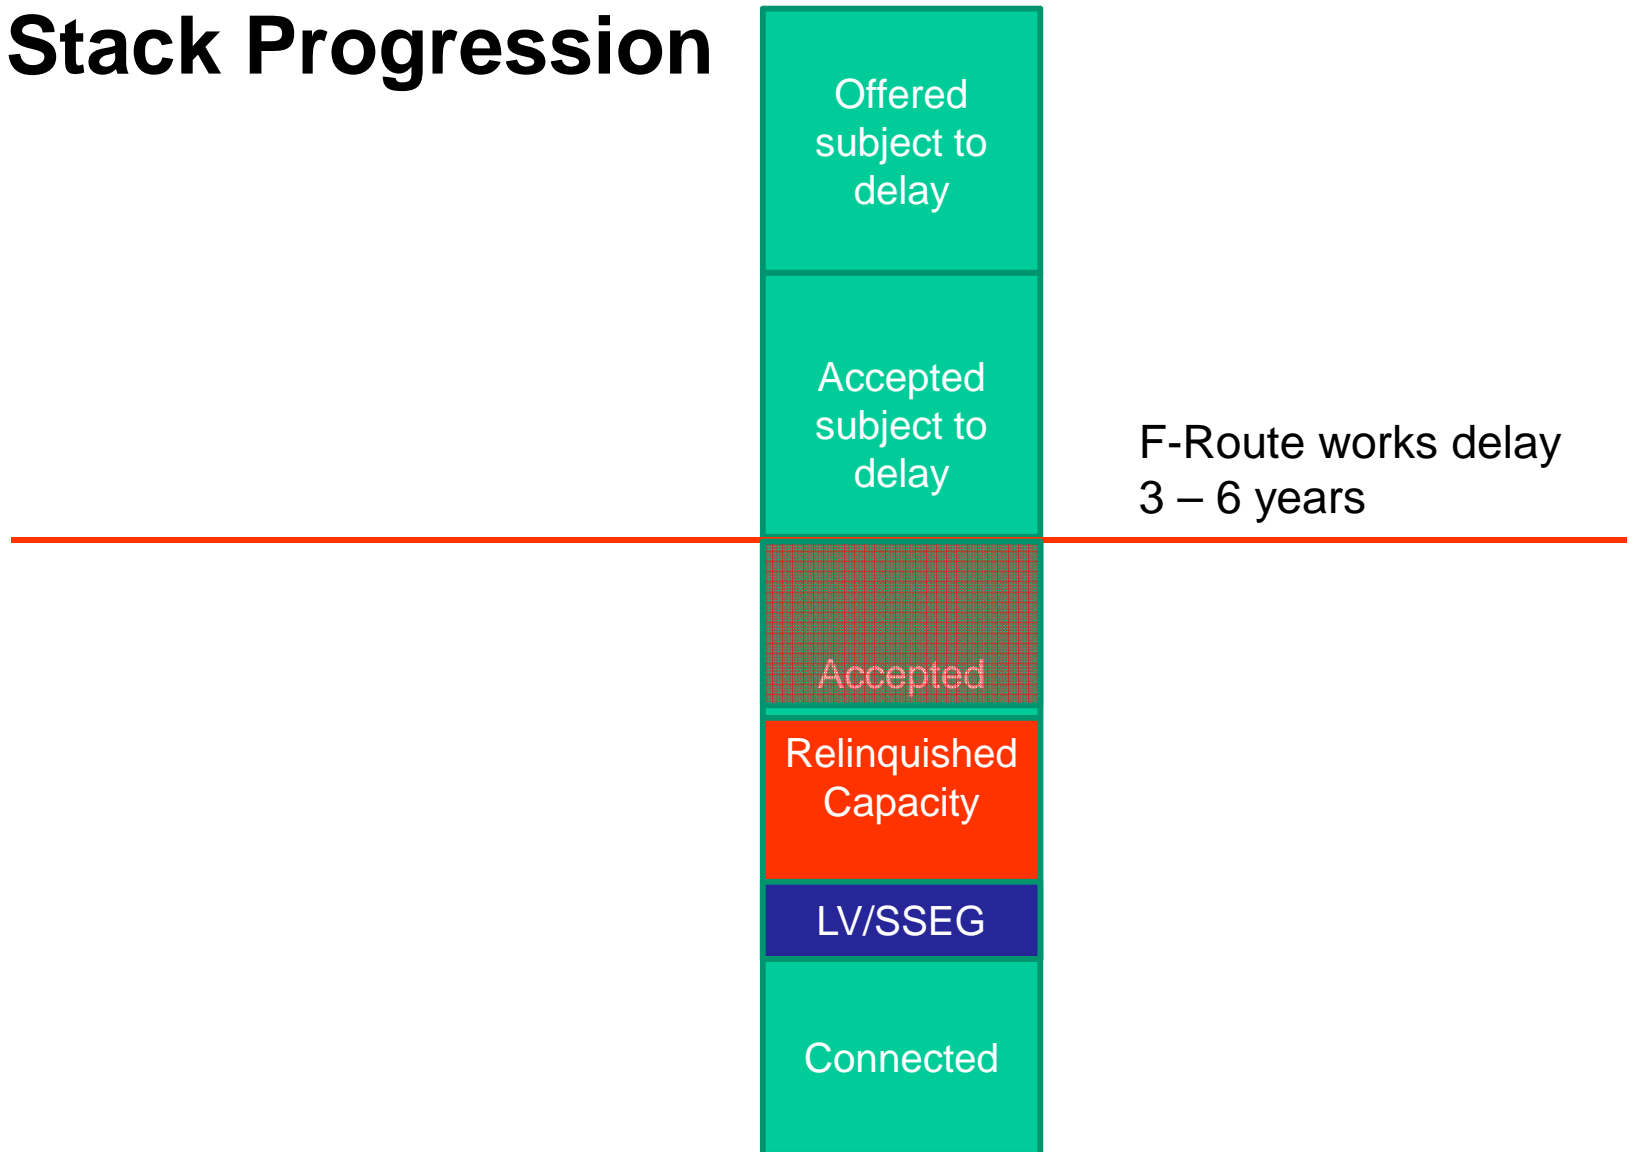 Stack Progression
Offered
subject to
delay
Accepted
subject to
delay
F-Route works delay
3 – 6 years
Accepted
Relinquished
Capacity
LV/SSEG
Connected